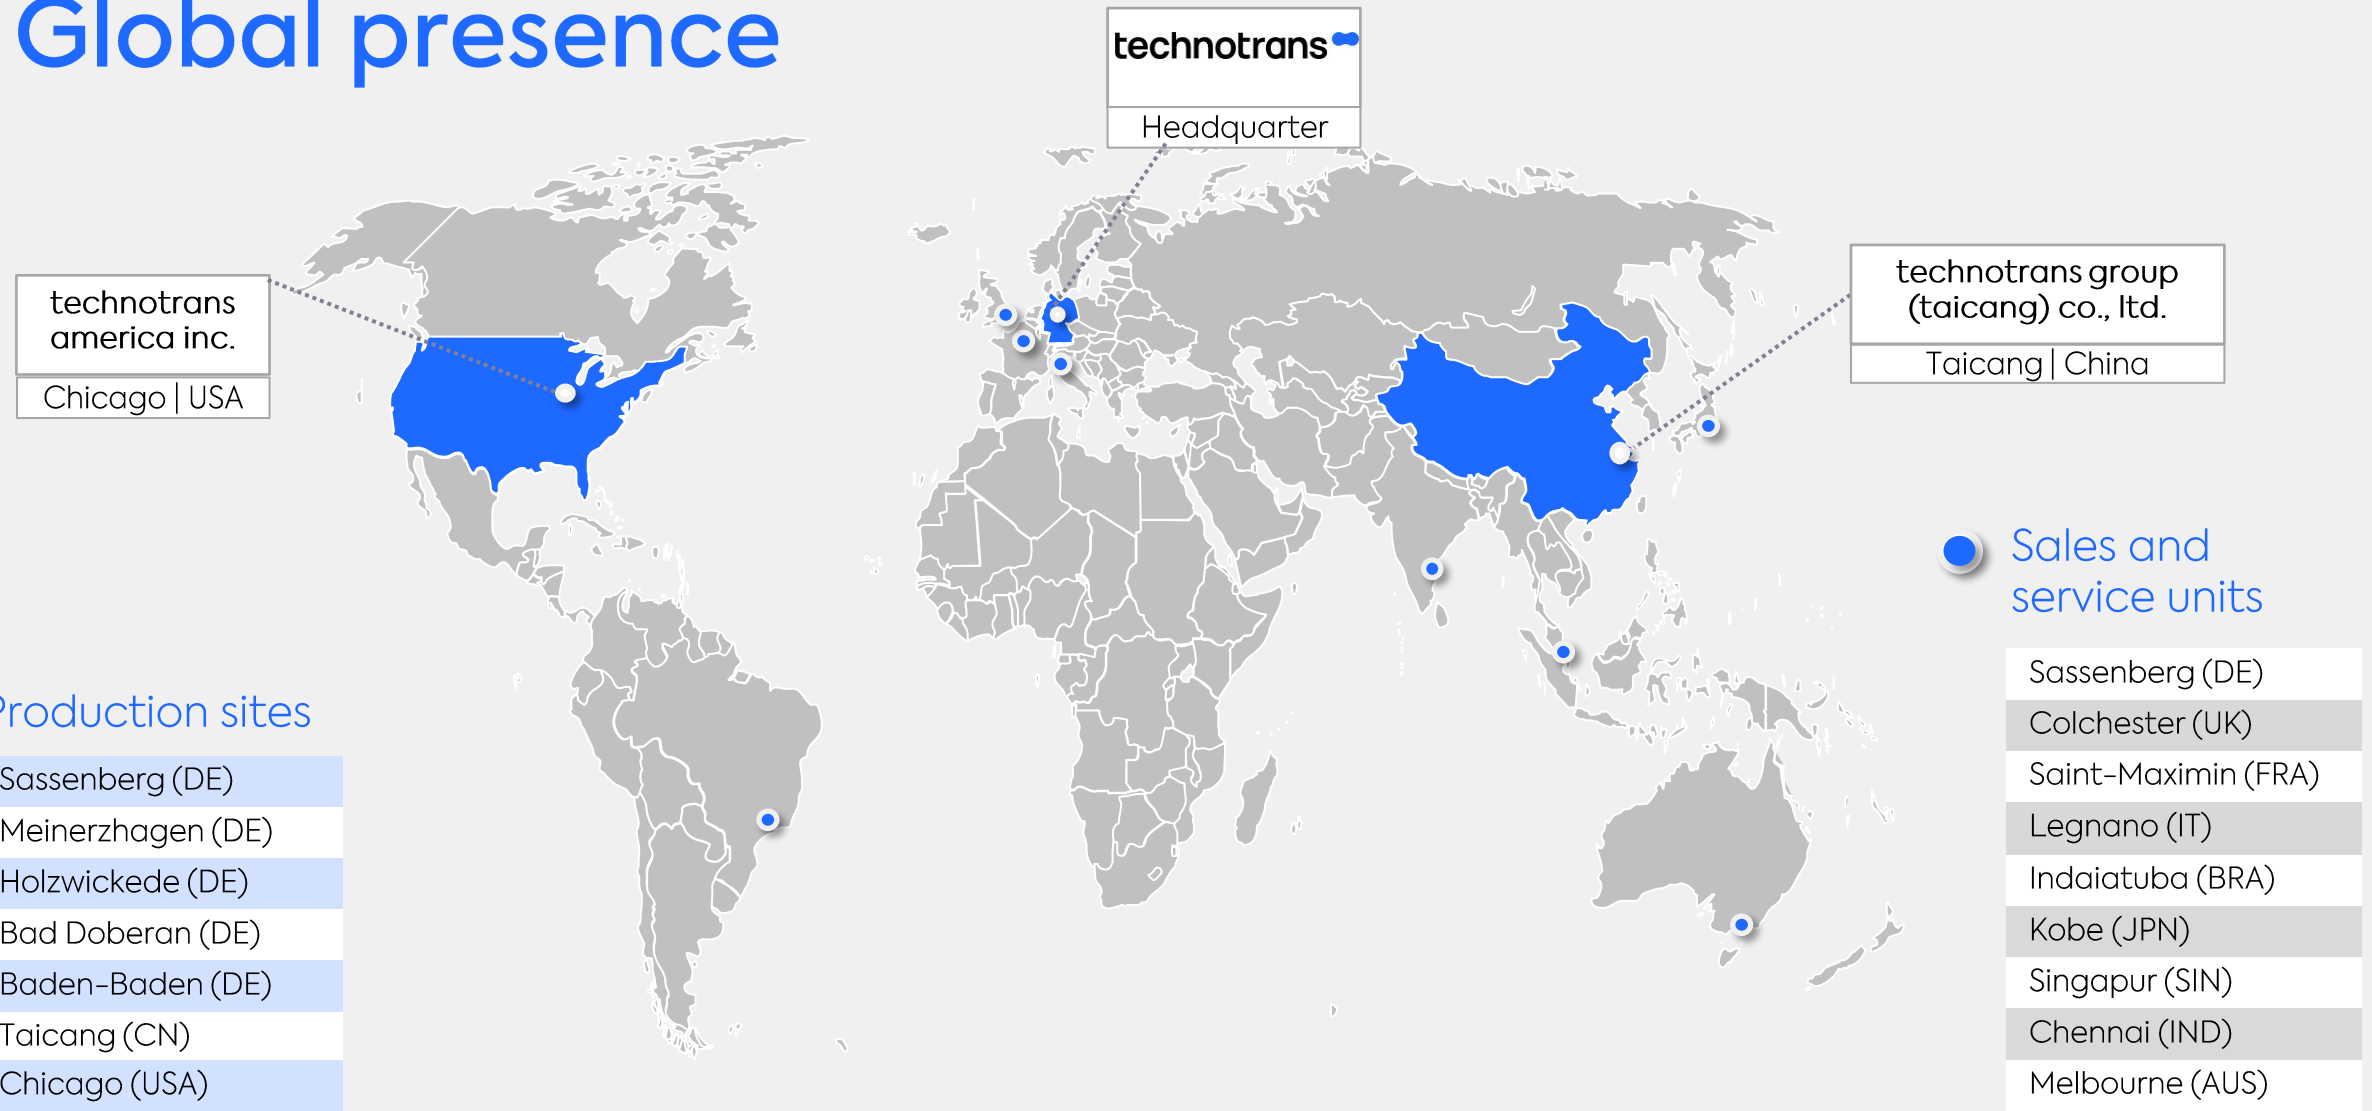 Global presence
technotrans
Headquarter
technotrans
america inc.
Chicago | USA
technotrans group
(taicang) co., ltd.
Taicang | China
Sales and
service units
Sassenberg (DE)
Colchester (UK)
Saint-Maximin (FRA)
Legnano (IT)
Indaiatuba (BRA)
Kobe (JPN)
Singapur (SIN)
Chennai (IND)
Melbourne (AUS)
Production sites
Sassenberg (DE)
Meinerzhagen (DE)
Holzwickede (DE)
Bad Doberan (DE)
Baden-Baden (DE)
Taicang (CN)
Chicago (USA)